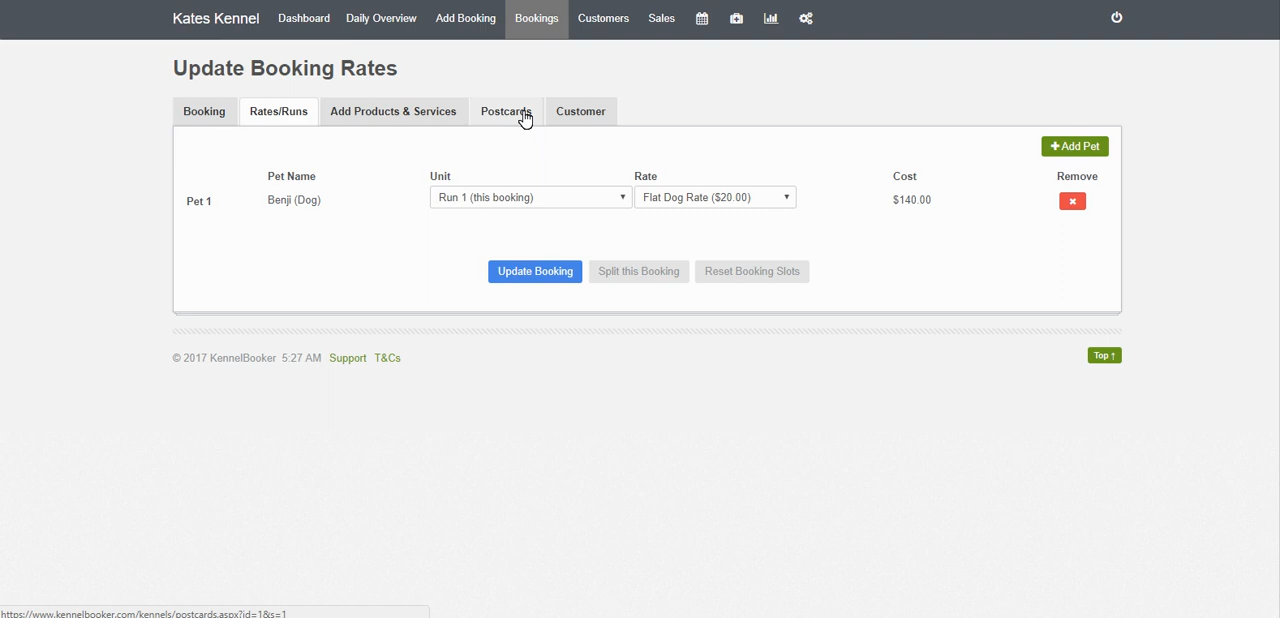 Kates Kennel Dashboard Daily Overview Add Booking Bookings Customers Sales
Update Booking Rates
Booking Rates/Runs Add Products & Services Postcards Customer
+ Add Pet
Pet Name Unit Rate Cost Remove
Pet 1 Benji (Dog) Run 1 (this booking) Flat Dog Rate ($20.00) $140.00
Update Booking Split this Booking Reset Booking Slots
© 2017 KennelBooker 5:27 AM Support T&Cs Top ↑
https://www.kennelbooker.com/kennels/postcards.aspx?id=1&s=1